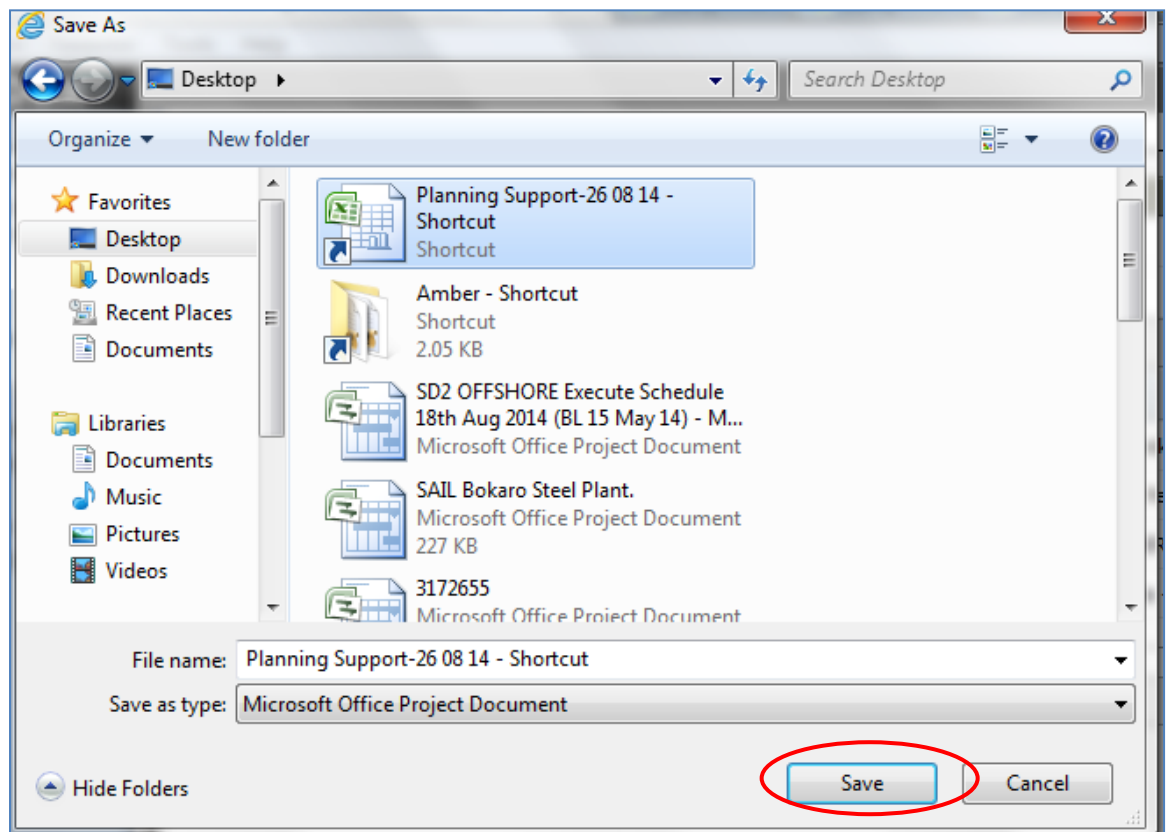 Save As
Desktop
Search Desktop
Organize
New folder
Favorites
Desktop
Downloads
Recent Places
Documents
Libraries
Documents
Music
Pictures
Videos
Planning Support-26 08 14 -
Shortcut
Shortcut
Amber - Shortcut
Shortcut
2.05 KB
SD2 OFFSHORE Execute Schedule
18th Aug 2014 (BL 15 May 14) - M...
Microsoft Office Project Document
SAIL Bokaro Steel Plant.
Microsoft Office Project Document
227 KB
3172655
Microsoft Office Project Document
File name: Planning Support-26 08 14 - Shortcut
Save as type: Microsoft Office Project Document
Hide Folders
Save
Cancel